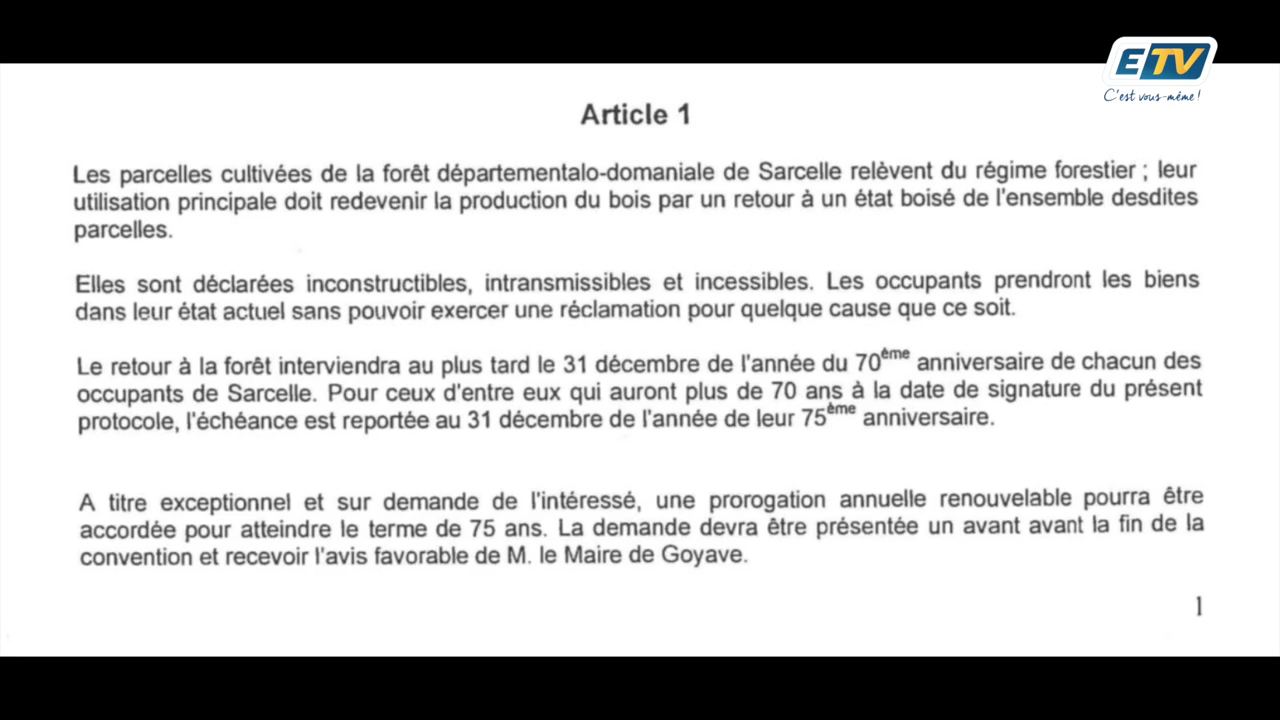 ETV
C'est vous-même !
Article 1
Les parcelles cultivées de la forêt départementalo-domaniale de Sarcelle relèvent du régime forestier ; leur
utilisation principale doit redevenir la production du bois par un retour à un état boisé de l'ensemble desdites
parcelles.
Elles sont déclarées inconstructibles, intransmissibles et incessibles. Les occupants prendront les biens
dans leur état actuel sans pouvoir exercer une réclamation pour quelque cause que ce soit.
Le retour à la forêt interviendra au plus tard le 31 décembre de l'année du 70ème anniversaire de chacun des
occupants de Sarcelle. Pour ceux d'entre eux qui auront plus de 70 ans à la date de signature du présent
protocole, l'échéance est reportée au 31 décembre de l'année de leur 75ème anniversaire.
A titre exceptionnel et sur demande de l'intéressé, une prorogation annuelle renouvelable pourra être
accordée pour atteindre le terme de 75 ans. La demande devra être présentée un avant avant la fin de la
convention et recevoir l'avis favorable de M. le Maire de Goyave.
1